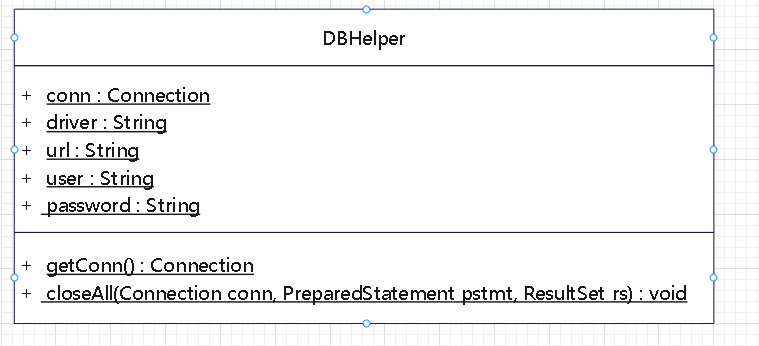 DBHelper
+ conn : Connection
+ driver : String
+ url : String
+ user : String
+ password : String
+ getConn() : Connection
+ closeAll(Connection conn, PreparedStatement pstmt, ResultSet rs) : void